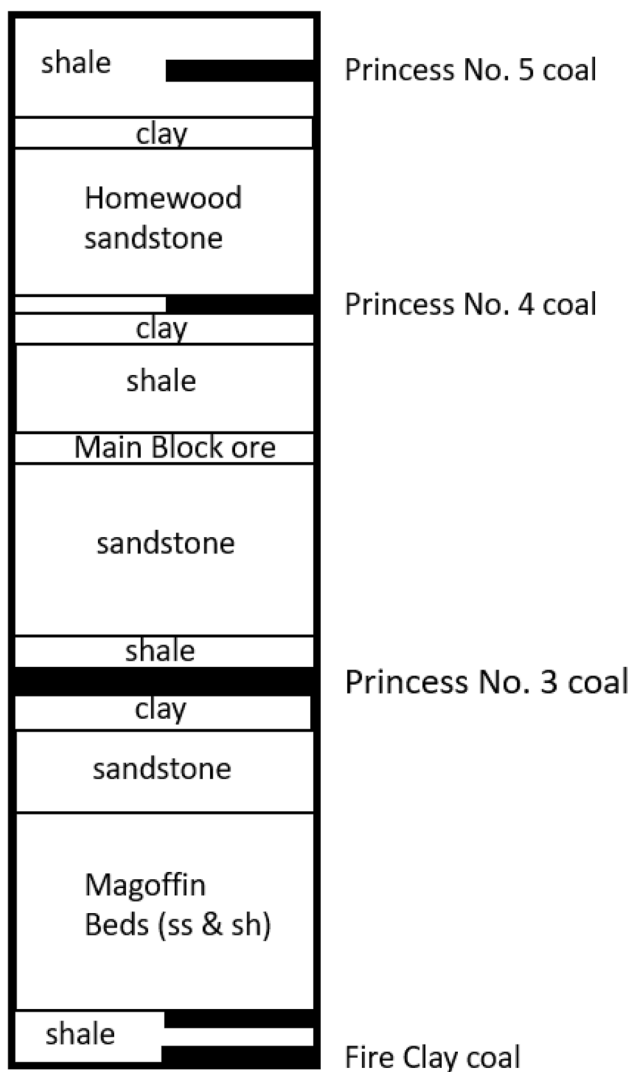 shale
Princess No. 5 coal
clay
Homewood
sandstone
Princess No. 4 coal
clay
shale
Main Block ore
sandstone
shale
Princess No. 3 coal
clay
sandstone
Magoffin
Beds (ss & sh)
shale
Fire Clay coal